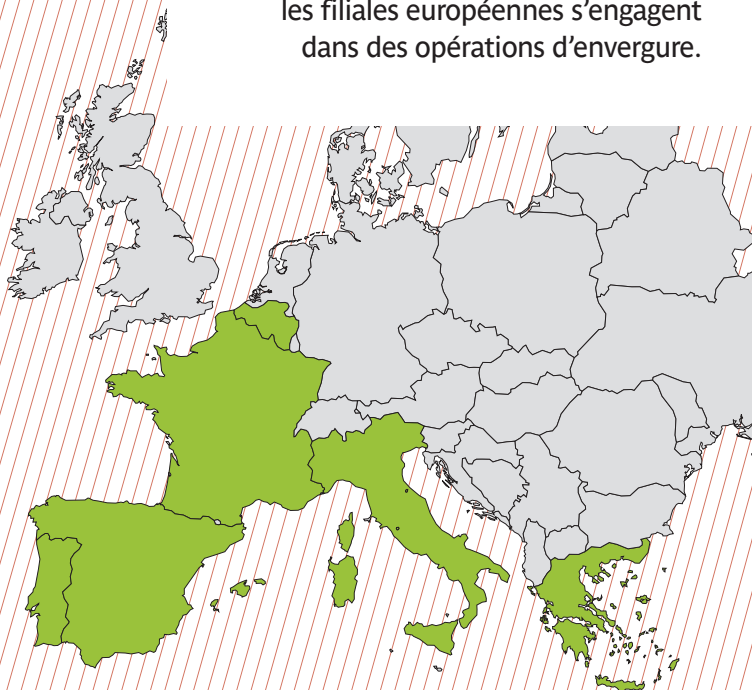 les filiales européennes s’engagent
dans des opérations d’envergure.